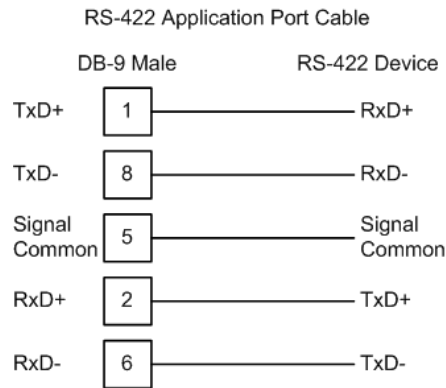 RS-422 Application Port Cable
DB-9 Male RS-422 Device
TxD+ 1 RxD+
TxD- 8 RxD-
Signal Common 5 Signal Common
RxD+ 2 TxD+
RxD- 6 TxD-